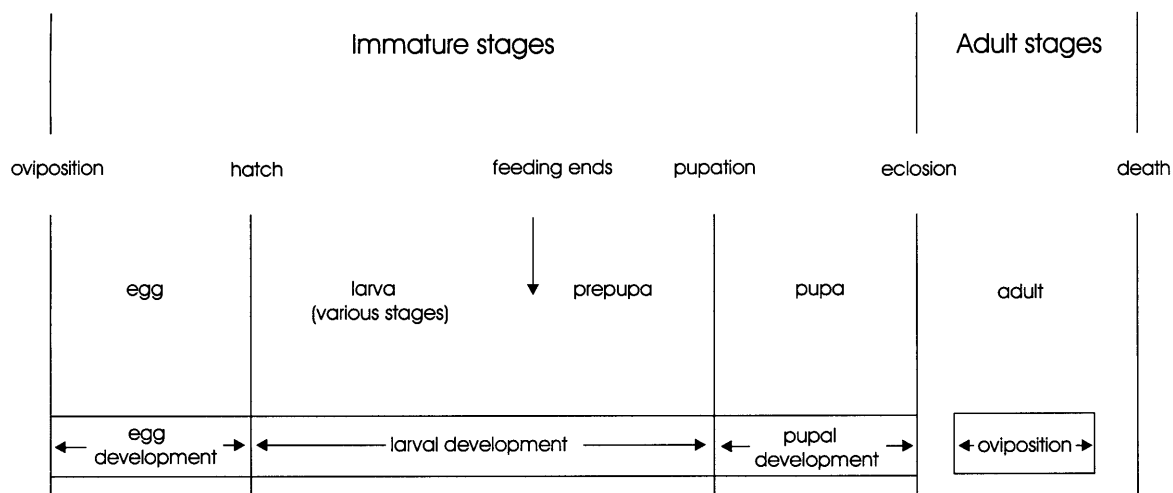 Immature stages
Adult stages
oviposition
hatch
feeding ends
pupation
eclosion
death
egg
larva
(various stages)
prepupa
pupa
adult
egg
development
larval development
pupal
development
oviposition